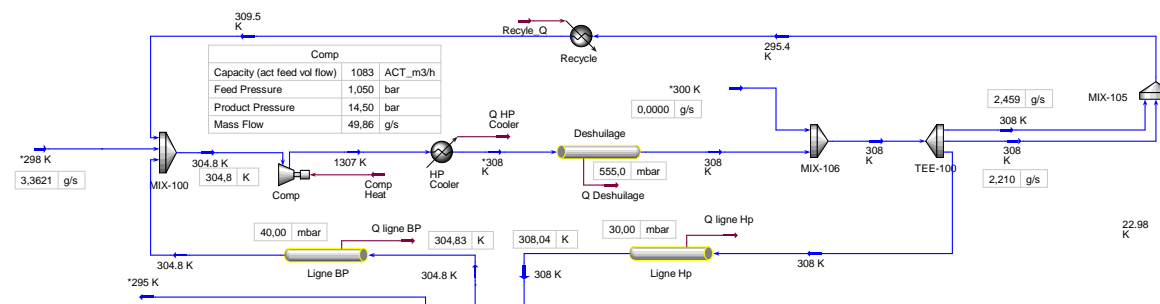 309.5
K
Recyle_Q
Recycle
295.4
K
Comp
Capacity (act feed vol flow) 1083 ACT_m3/h
Feed Pressure 1,050 bar
Product Pressure 14,50 bar
Mass Flow 49,86 g/s
*300 K
0,0000 g/s
2,459 g/s
308 K
MIX-105
Q HP
Cooler
Deshuilage
*298 K
3,3621 g/s
MIX-100
304.8 K
304,8 K
Comp
1307 K
Comp
Heat
HP
Cooler
*308
K
555,0 mbar
Q Deshuilage
308
K
MIX-106
308
K
TEE-100
308
K
2,210 g/s
40,00 mbar
Q ligne BP
304,83 K
308,04 K
30,00 mbar
Q ligne Hp
22.98
K
304.8 K
Ligne BP
304.8 K
308 K
Ligne Hp
308 K
*295 K